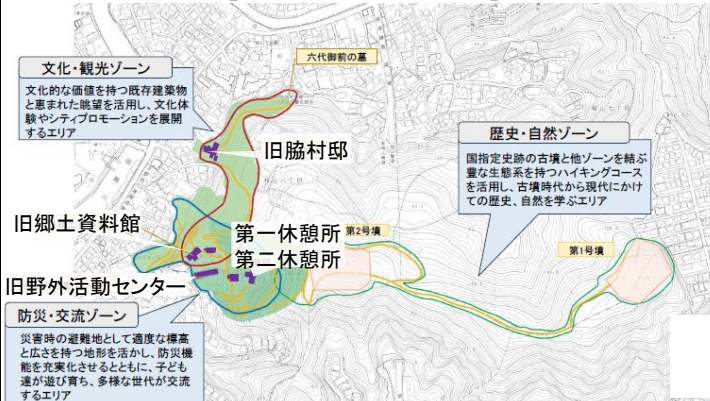 文化・観光ゾーン
文化的な価値を持つ既存建築物
と恵まれた眺望を活用し、文化体
験やシティプロモーションを展開
するエリア
六代御前の墓
旧脇村邸
歴史・自然ゾーン
国指定史跡の古墳と他ゾーンを結ぶ
豊な生態系を持つハイキングコース
を活用し、古墳時代から現代にかけ
ての歴史、自然を学ぶエリア
旧郷土資料館
第一休憩所
第二休憩所
第2号墳
第1号墳
旧野外活動センター
防災・交流ゾーン
災害時の避難地として適度な標高
と広さを持つ地形を活かし、防災機
能を充実化させるとともに、子ども
達が遊び育ち、多様な世代が交流
するエリア